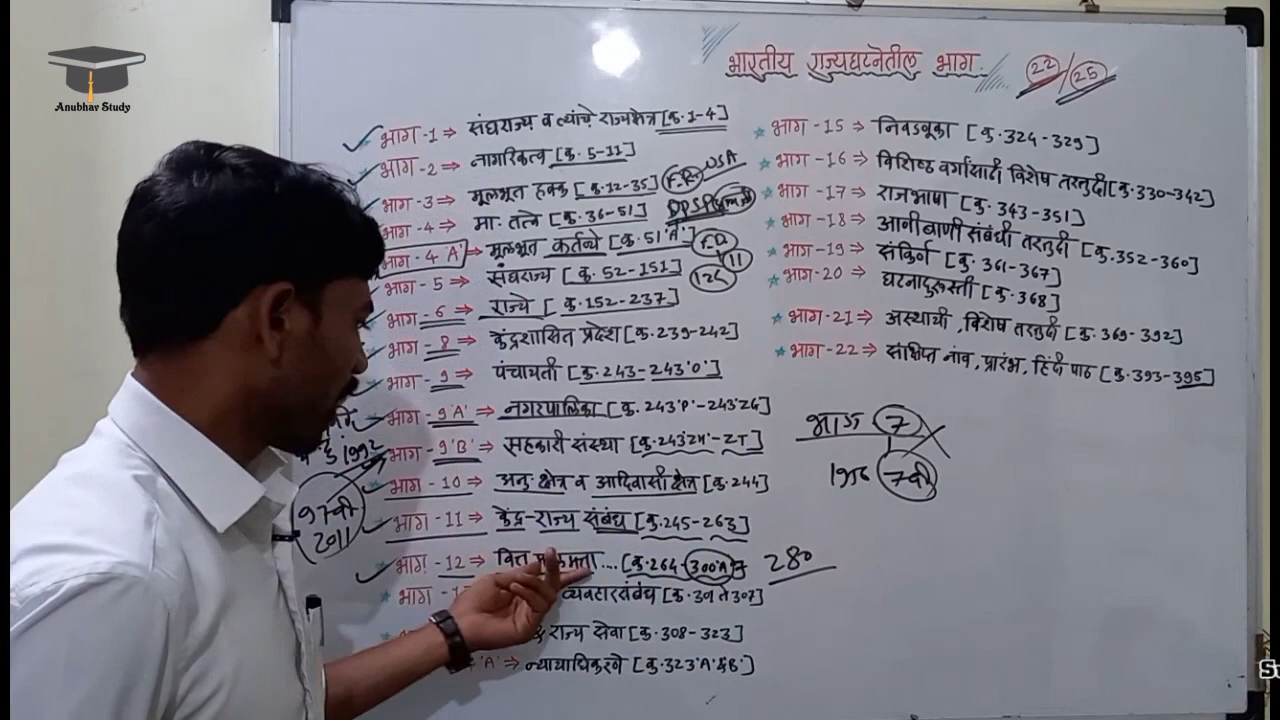 Anubhav Study
भारतीय राज्यघटनेतील भाग. 22/25
भाग -1 ⇒ संघराज्य व त्यांचे राज्यक्षेत्र [क. 1-4]
भाग -2 ⇒ नागरिकत्व [क. 5-11]
भाग -3 ⇒ मूलभूत हक्क [क. 12-35] F.R. USA
भाग -4 ⇒ मा. तत्वे [क. 36-51] DPSP
भाग -4'A' ⇒ मूलभूत कर्तव्ये [क. 51'A'] F.D 11
भाग -5 ⇒ संघराज्य [क. 52-151]
भाग -6 ⇒ राज्ये [क. 152-237]
भाग -8 ⇒ केंद्रशासित प्रदेश [क. 239-242]
भाग -9 ⇒ पंचायती [क. 243-243'O']
भाग -9'A' ⇒ नगरपालिका [क. 243'P'-243'ZG]
1992
भाग -9'B' ⇒ सहकारी संस्था [क. 243'ZH'-ZT]
भाग -10 ⇒ अनु. क्षेत्र व आदिवासी क्षेत्र [क. 244]
97वी
2011
भाग -11 ⇒ केंद्र-राज्य संबंध [क. 245-263]
भाग -12 ⇒ वित्त .... [क. 264-300'A'] 280
भाग व्यवहारसंबंध [क. 301 ते 307]
राज्य सेवा [क. 308-323]
'A' ⇒ न्यायाधिकरणे [क. 323'A'&B']
भाग -15 ⇒ निवडणूका [क. 324-329]
भाग -16 ⇒ विशिष्ठ वर्गासाठी विशेष तरतुदी [क. 330-342]
भाग -17 ⇒ राजभाषा [क. 343-351]
भाग -18 ⇒ आणीबाणी संबंधी तरतुदी [क. 352-360]
भाग -19 ⇒ संकिर्ण [क. 361-367]
भाग -20 ⇒ घटनादुरूस्ती [क. 368]
भाग -21 ⇒ अस्थायी, विशेष तरतुदी [क. 369-392]
भाग -22 ⇒ संक्षिप्त नाव, प्रारंभ, हिंदी पाठ [क. 393-395]
भाग 7
1956 7वी